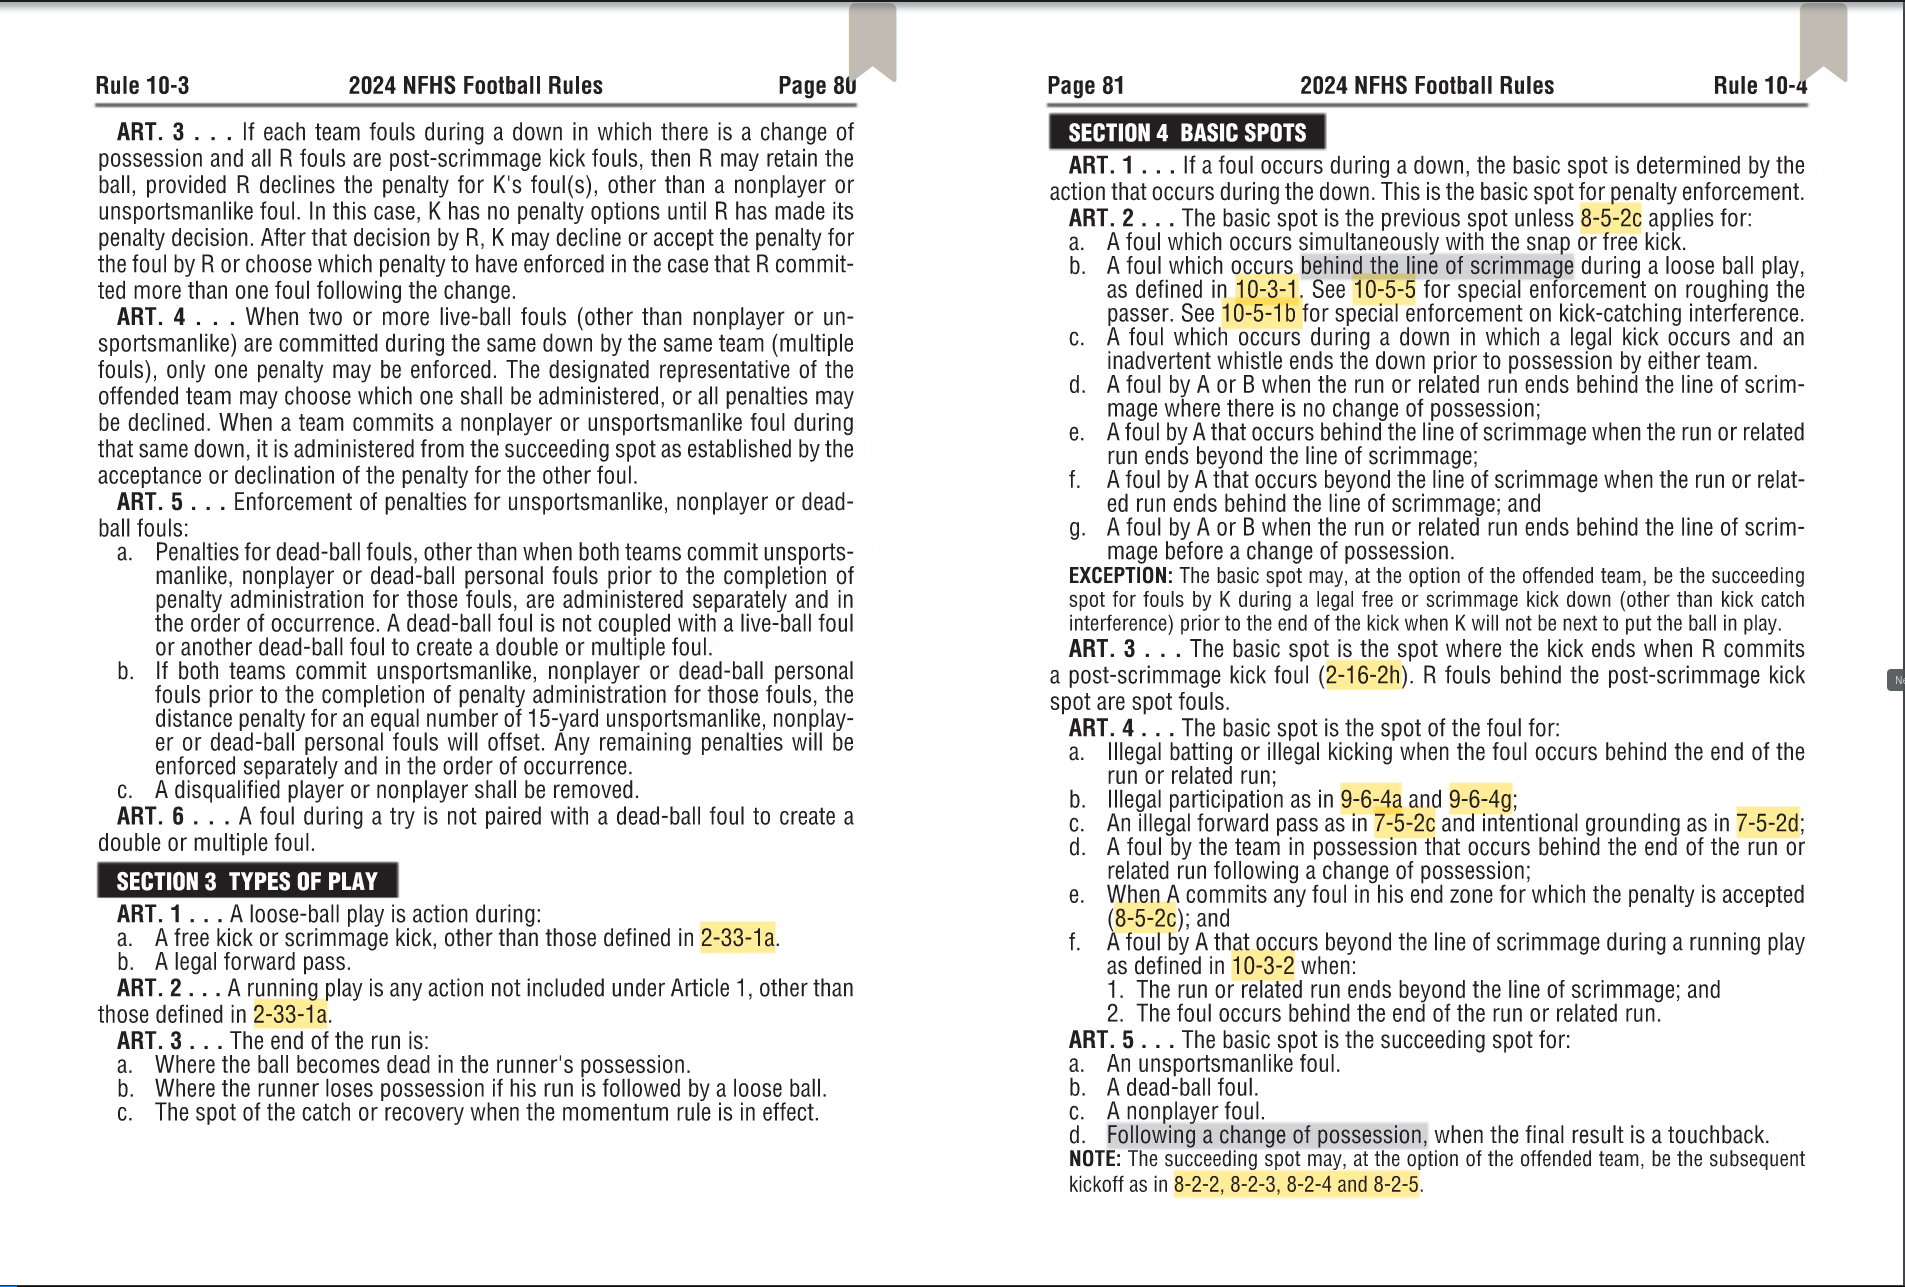 Rule 10-3 2024 NFHS Football Rules Page 80
ART. 3 . . . If each team fouls during a down in which there is a change of
possession and all R fouls are post-scrimmage kick fouls, then R may retain the
ball, provided R declines the penalty for K's foul(s), other than a nonplayer or
unsportsmanlike foul. In this case, K has no penalty options until R has made its
penalty decision. After that decision by R, K may decline or accept the penalty for
the foul by R or choose which penalty to have enforced in the case that R commit-
ted more than one foul following the change.
ART. 4 . . . When two or more live-ball fouls (other than nonplayer or un-
sportsmanlike) are committed during the same down by the same team (multiple
fouls), only one penalty may be enforced. The designated representative of the
offended team may choose which one shall be administered, or all penalties may
be declined. When a team commits a nonplayer or unsportsmanlike foul during
that same down, it is administered from the succeeding spot as established by the
acceptance or declination of the penalty for the other foul.
ART. 5 . . . Enforcement of penalties for unsportsmanlike, nonplayer or dead-
ball fouls:
a. Penalties for dead-ball fouls, other than when both teams commit unsports-
manlike, nonplayer or dead-ball personal fouls prior to the completion of
penalty administration for those fouls, are administered separately and in
the order of occurrence. A dead-ball foul is not coupled with a live-ball foul
or another dead-ball foul to create a double or multiple foul.
b. If both teams commit unsportsmanlike, nonplayer or dead-ball personal
fouls prior to the completion of penalty administration for those fouls, the
distance penalty for an equal number of 15-yard unsportsmanlike, nonplay-
er or dead-ball personal fouls will offset. Any remaining penalties will be
enforced separately and in the order of occurrence.
c. A disqualified player or nonplayer shall be removed.
ART. 6 . . . A foul during a try is not paired with a dead-ball foul to create a
double or multiple foul.
SECTION 3 TYPES OF PLAY
ART. 1 . . . A loose-ball play is action during:
a. A free kick or scrimmage kick, other than those defined in 2-33-1a.
b. A legal forward pass.
ART. 2 . . . A running play is any action not included under Article 1, other than
those defined in 2-33-1a.
ART. 3 . . . The end of the run is:
a. Where the ball becomes dead in the runner's possession.
b. Where the runner loses possession if his run is followed by a loose ball.
c. The spot of the catch or recovery when the momentum rule is in effect.
Page 81 2024 NFHS Football Rules Rule 10-4
SECTION 4 BASIC SPOTS
ART. 1 . . . If a foul occurs during a down, the basic spot is determined by the
action that occurs during the down. This is the basic spot for penalty enforcement.
ART. 2 . . . The basic spot is the previous spot unless 8-5-2c applies for:
a. A foul which occurs simultaneously with the snap or free kick.
b. A foul which occurs behind the line of scrimmage during a loose ball play,
as defined in 10-3-1. See 10-5-5 for special enforcement on roughing the
passer. See 10-5-1b for special enforcement on kick-catching interference.
c. A foul which occurs during a down in which a legal kick occurs and an
inadvertent whistle ends the down prior to possession by either team.
d. A foul by A or B when the run or related run ends behind the line of scrim-
mage where there is no change of possession;
e. A foul by A that occurs behind the line of scrimmage when the run or related
run ends beyond the line of scrimmage;
f. A foul by A that occurs beyond the line of scrimmage when the run or relat-
ed run ends behind the line of scrimmage; and
g. A foul by A or B when the run or related run ends behind the line of scrim-
mage before a change of possession.
EXCEPTION: The basic spot may, at the option of the offended team, be the succeeding
spot for fouls by K during a legal free or scrimmage kick down (other than kick catch
interference) prior to the end of the kick when K will not be next to put the ball in play.
ART. 3 . . . The basic spot is the spot where the kick ends when R commits
a post-scrimmage kick foul (2-16-2h). R fouls behind the post-scrimmage kick
spot are spot fouls.
ART. 4 . . . The basic spot is the spot of the foul for:
a. Illegal batting or illegal kicking when the foul occurs behind the end of the
run or related run;
b. Illegal participation as in 9-6-4a and 9-6-4g;
c. An illegal forward pass as in 7-5-2c and intentional grounding as in 7-5-2d;
d. A foul by the team in possession that occurs behind the end of the run or
related run following a change of possession;
e. When A commits any foul in his end zone for which the penalty is accepted
(8-5-2c); and
f. A foul by A that occurs beyond the line of scrimmage during a running play
as defined in 10-3-2 when:
1. The run or related run ends beyond the line of scrimmage; and
2. The foul occurs behind the end of the run or related run.
ART. 5 . . . The basic spot is the succeeding spot for:
a. An unsportsmanlike foul.
b. A dead-ball foul.
c. A nonplayer foul.
d. Following a change of possession, when the final result is a touchback.
NOTE: The succeeding spot may, at the option of the offended team, be the subsequent
kickoff as in 8-2-2, 8-2-3, 8-2-4 and 8-2-5.